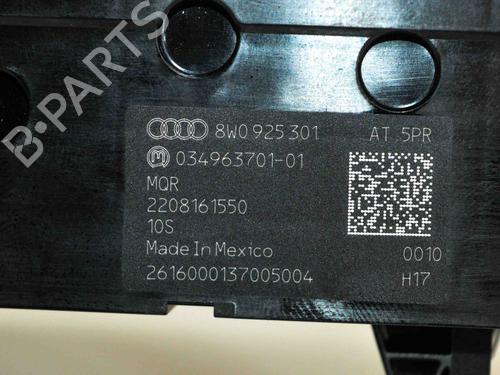 B-PARTS
8W0 925 301 AT .5PR
034963701-01
MQR
2208161550
10S
Made In Mexico 0010
2616000137005004 H17